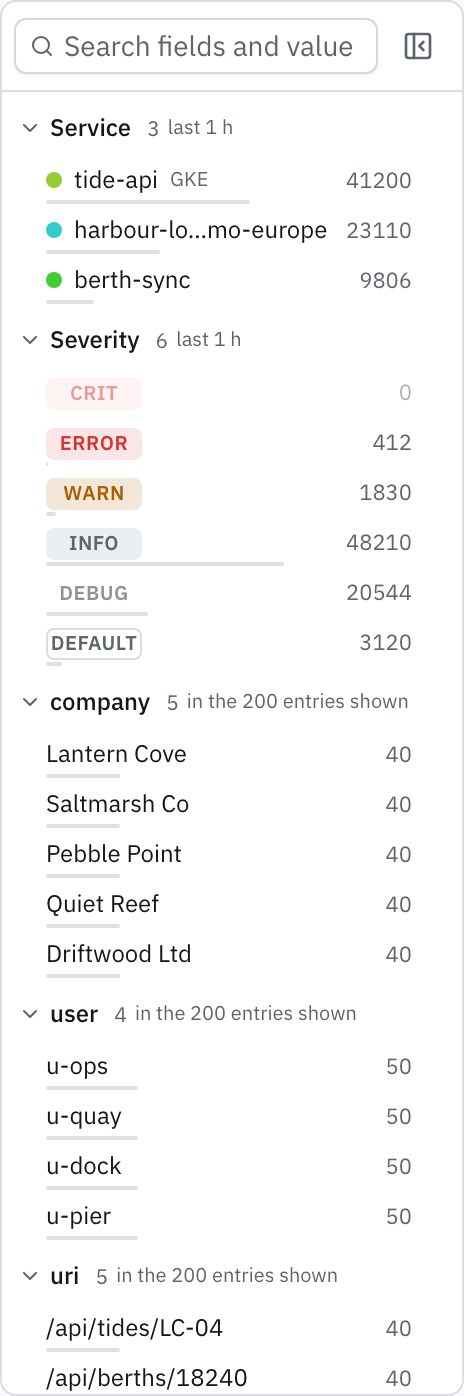 Search fields and value
Service 3 last 1 h
tide-api GKE 41200
harbour-lo...mo-europe 23110
berth-sync 9806
Severity 6 last 1 h
CRIT 0
ERROR 412
WARN 1830
INFO 48210
DEBUG 20544
DEFAULT 3120
company 5 in the 200 entries shown
Lantern Cove 40
Saltmarsh Co 40
Pebble Point 40
Quiet Reef 40
Driftwood Ltd 40
user 4 in the 200 entries shown
u-ops 50
u-quay 50
u-dock 50
u-pier 50
uri 5 in the 200 entries shown
/api/tides/LC-04 40
/api/berths/18240 40